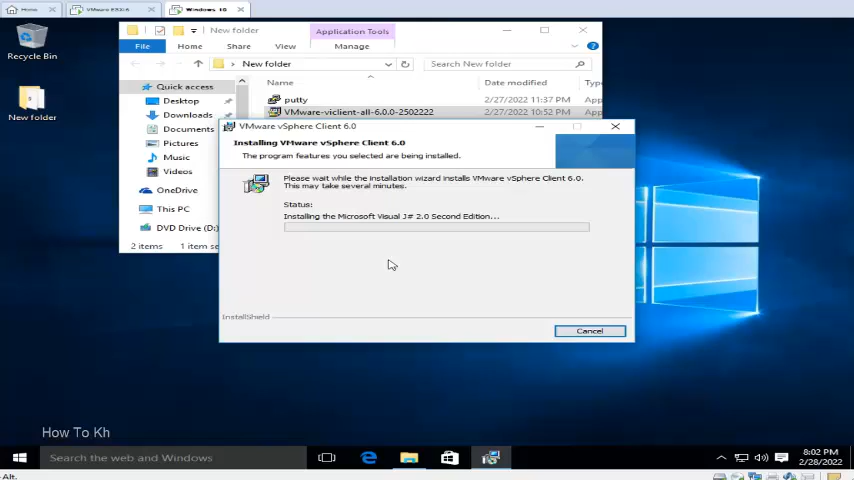 Home
VMware ESXi 6
Windows 10
Application Tools
New folder
File
Home
Share
View
Manage
New folder
Search New folder
Quick access
Desktop
Downloads
Documents
Pictures
Music
Videos
OneDrive
This PC
DVD Drive (D:)
2 items
1 item se
Name
Date modified
putty
2/27/2022 11:37 PM
App
VMware-viclient-all-6.0.0-2502222
2/27/2022 10:52 PM
App
VMware vSphere Client 6.0
Installing VMware vSphere Client 6.0
The program features you selected are being installed.
Please wait while the installation wizard installs VMware vSphere Client 6.0.
This may take several minutes.
Status:
Installing the Microsoft Visual J# 2.0 Second Edition...
InstallShield
Cancel
Recycle Bin
New folder
How To Kh
Search the web and Windows
8:02 PM
2/28/2022
Alt.